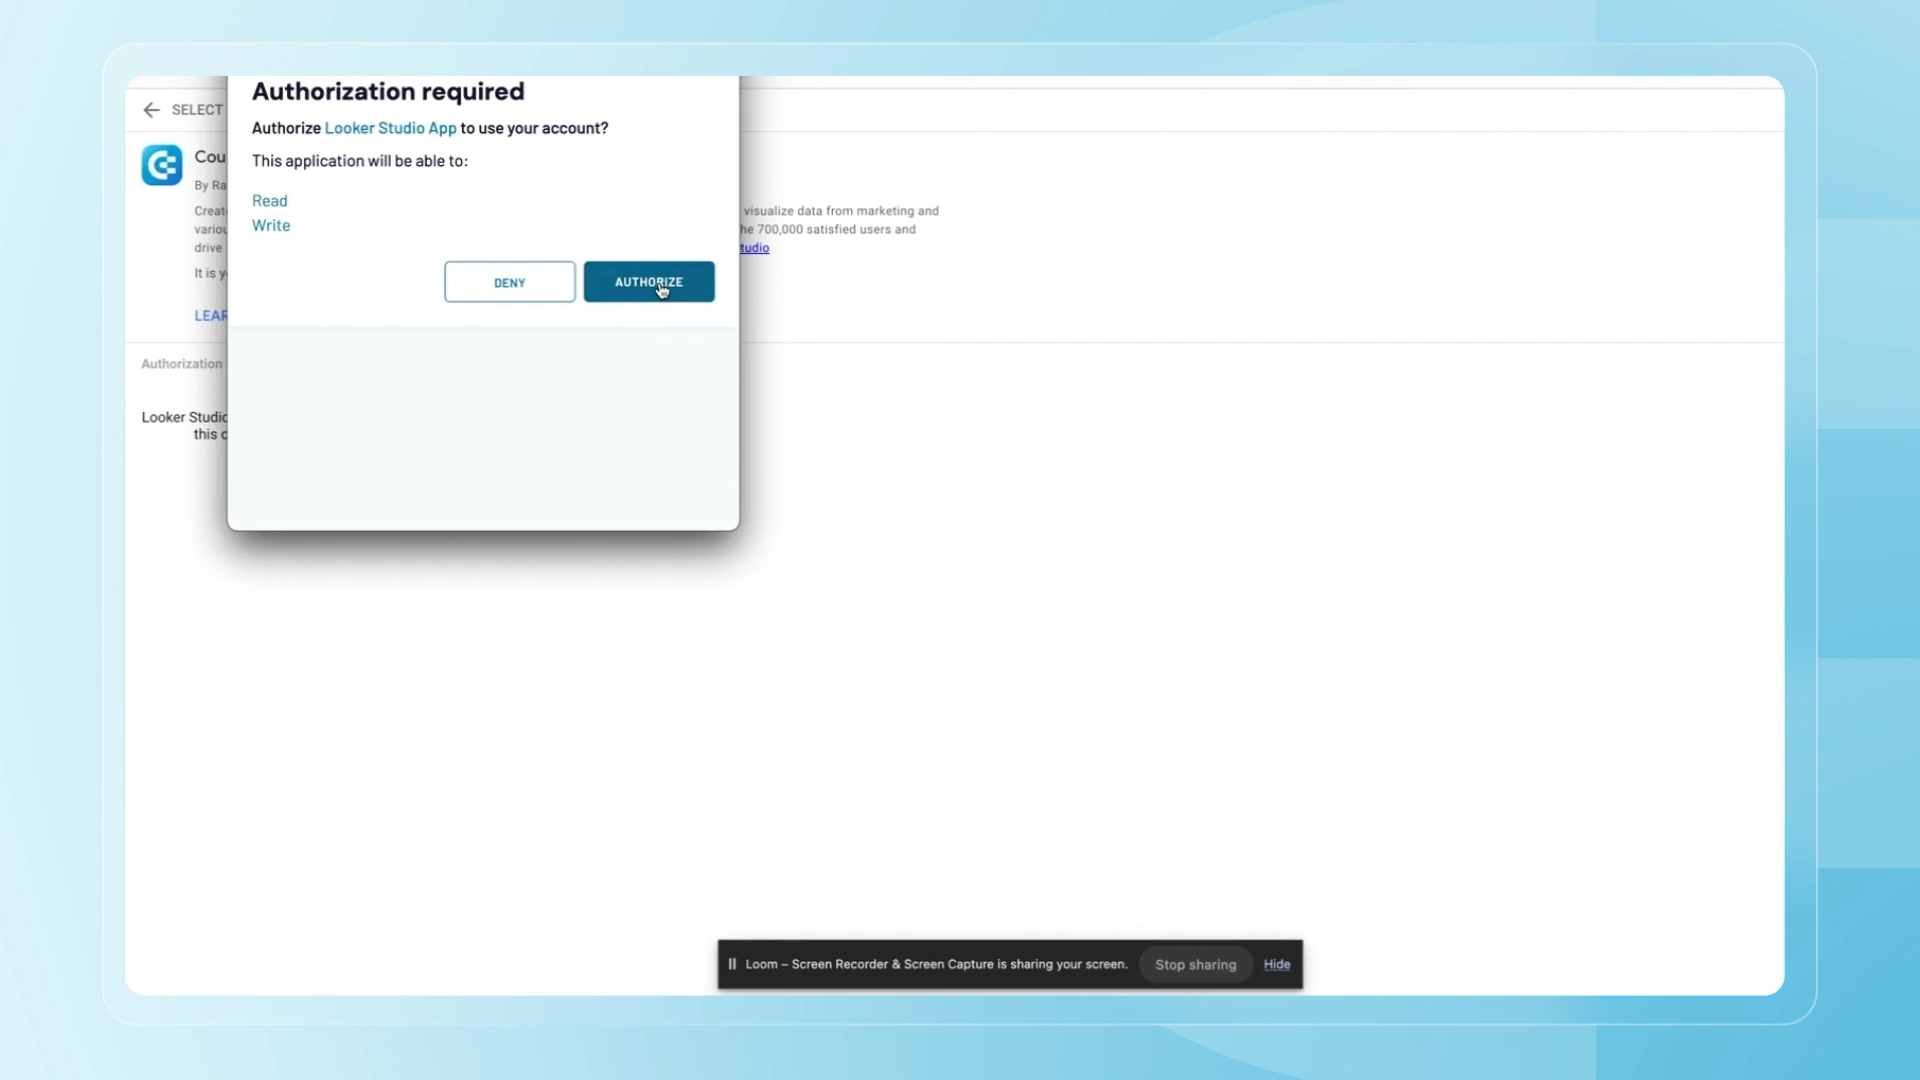 SELECT
Authorization required
Authorize Looker Studio App to use your account?
This application will be able to:
Read
Write
DENY
AUTHORIZE
Cou
By Ra
Creat
visualize data from marketing and
variou
he 700,000 satisfied users and
drive
tudio
It is y
LEAR
Authorization
Looker Studio
this c
Loom – Screen Recorder & Screen Capture is sharing your screen.
Stop sharing
Hide